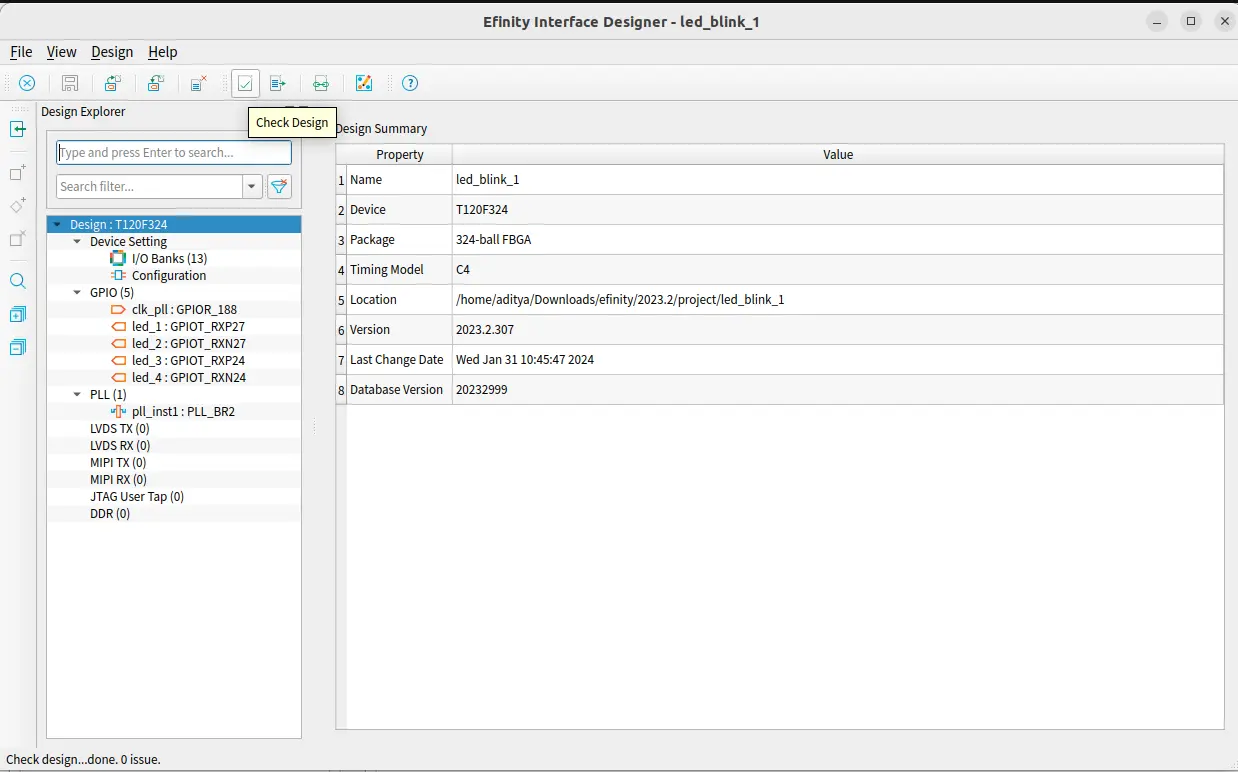 Efinity Interface Designer - led_blink_1
File View Design Help
Design Explorer
Check Design
Type and press Enter to search...
Search filter...
Design : T120F324
Device Setting
I/O Banks (13)
Configuration
GPIO (5)
clk_pll : GPIOR_188
led_1 : GPIOT_RXP27
led_2 : GPIOT_RXN27
led_3 : GPIOT_RXP24
led_4 : GPIOT_RXN24
PLL (1)
pll_inst1 : PLL_BR2
LVDS TX (0)
LVDS RX (0)
MIPI TX (0)
MIPI RX (0)
JTAG User Tap (0)
DDR (0)
Design Summary
Property Value
1 Name led_blink_1
2 Device T120F324
3 Package 324-ball FBGA
4 Timing Model C4
5 Location /home/aditya/Downloads/efinity/2023.2/project/led_blink_1
6 Version 2023.2.307
7 Last Change Date Wed Jan 31 10:45:47 2024
8 Database Version 20232999
Check design...done. 0 issue.